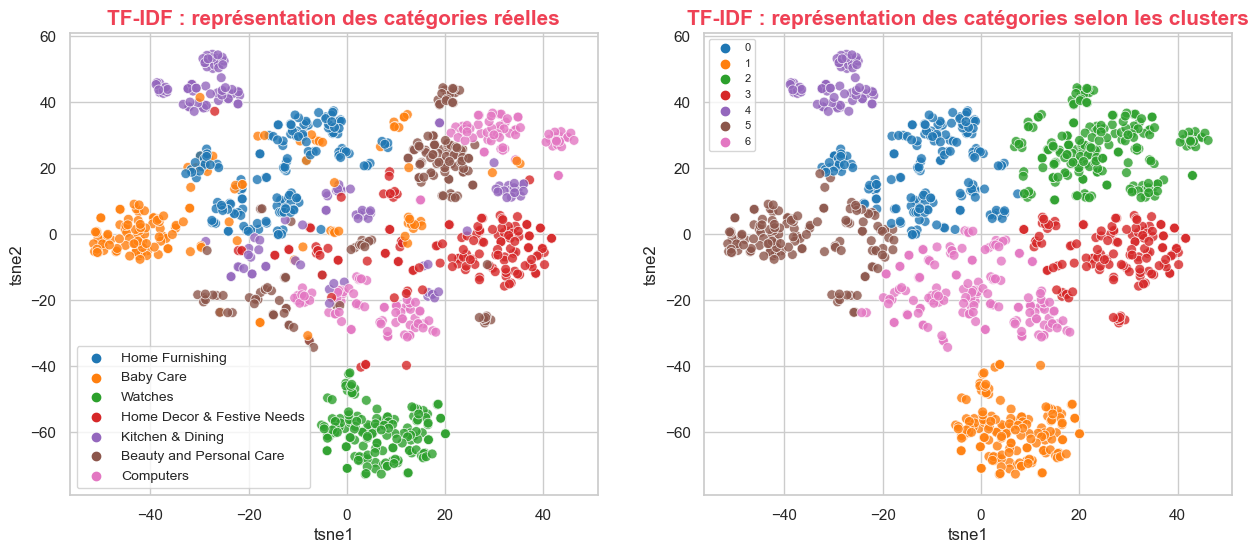 TF-IDF : représentation des catégories réelles
60
40
20
0
−20
−40
−60
tsne2
−40
−20
0
20
40
tsne1
Home Furnishing
Baby Care
Watches
Home Decor & Festive Needs
Kitchen & Dining
Beauty and Personal Care
Computers
TF-IDF : représentation des catégories selon les clusters
60
40
20
0
−20
−40
−60
tsne2
−40
−20
0
20
40
tsne1
0
1
2
3
4
5
6